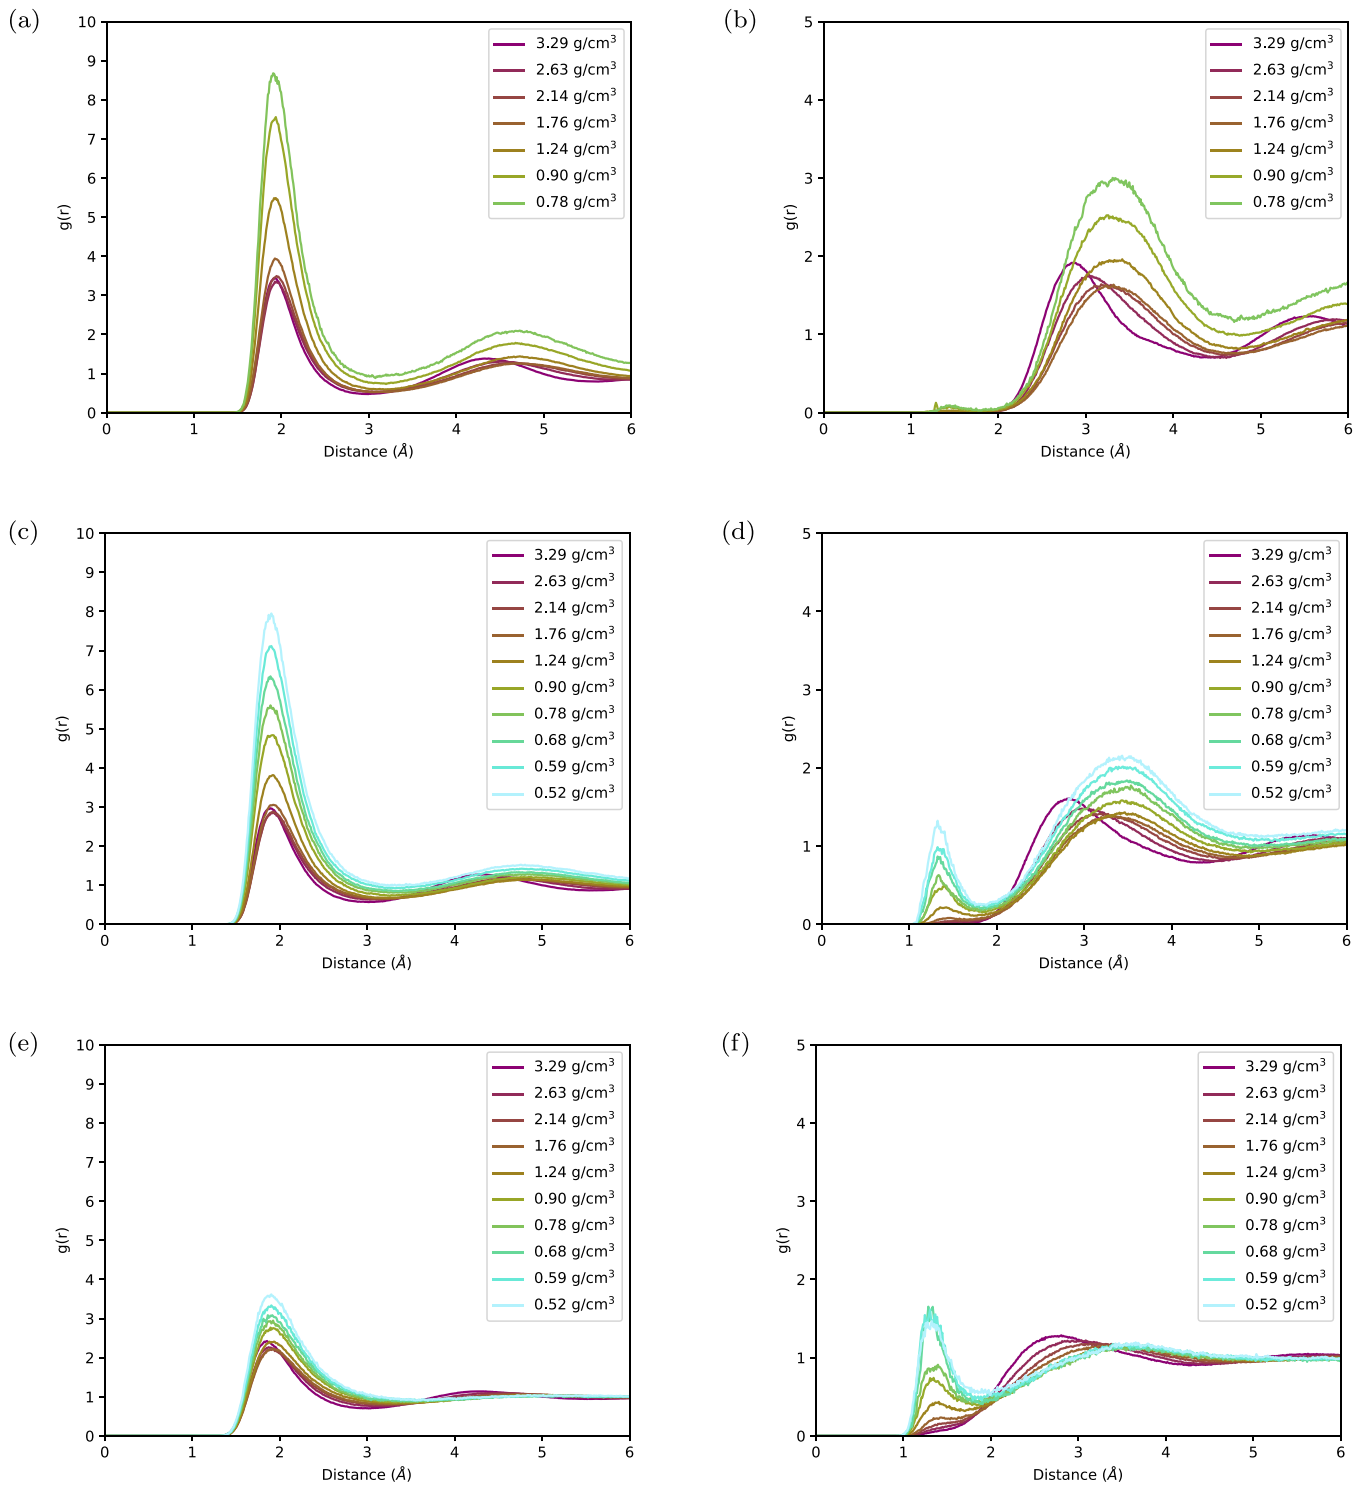 (a)
10
9
8
7
6
5
4
3
2
1
0
g(r)
0 1 2 3 4 5 6
Distance (Å)
3.29 g/cm³
2.63 g/cm³
2.14 g/cm³
1.76 g/cm³
1.24 g/cm³
0.90 g/cm³
0.78 g/cm³
(b)
5
4
3
2
1
0
g(r)
0 1 2 3 4 5 6
Distance (Å)
3.29 g/cm³
2.63 g/cm³
2.14 g/cm³
1.76 g/cm³
1.24 g/cm³
0.90 g/cm³
0.78 g/cm³
(c)
10
9
8
7
6
5
4
3
2
1
0
g(r)
0 1 2 3 4 5 6
Distance (Å)
3.29 g/cm³
2.63 g/cm³
2.14 g/cm³
1.76 g/cm³
1.24 g/cm³
0.90 g/cm³
0.78 g/cm³
0.68 g/cm³
0.59 g/cm³
0.52 g/cm³
(d)
5
4
3
2
1
0
g(r)
0 1 2 3 4 5 6
Distance (Å)
3.29 g/cm³
2.63 g/cm³
2.14 g/cm³
1.76 g/cm³
1.24 g/cm³
0.90 g/cm³
0.78 g/cm³
0.68 g/cm³
0.59 g/cm³
0.52 g/cm³
(e)
10
9
8
7
6
5
4
3
2
1
0
g(r)
0 1 2 3 4 5 6
Distance (Å)
3.29 g/cm³
2.63 g/cm³
2.14 g/cm³
1.76 g/cm³
1.24 g/cm³
0.90 g/cm³
0.78 g/cm³
0.68 g/cm³
0.59 g/cm³
0.52 g/cm³
(f)
5
4
3
2
1
0
g(r)
0 1 2 3 4 5 6
Distance (Å)
3.29 g/cm³
2.63 g/cm³
2.14 g/cm³
1.76 g/cm³
1.24 g/cm³
0.90 g/cm³
0.78 g/cm³
0.68 g/cm³
0.59 g/cm³
0.52 g/cm³